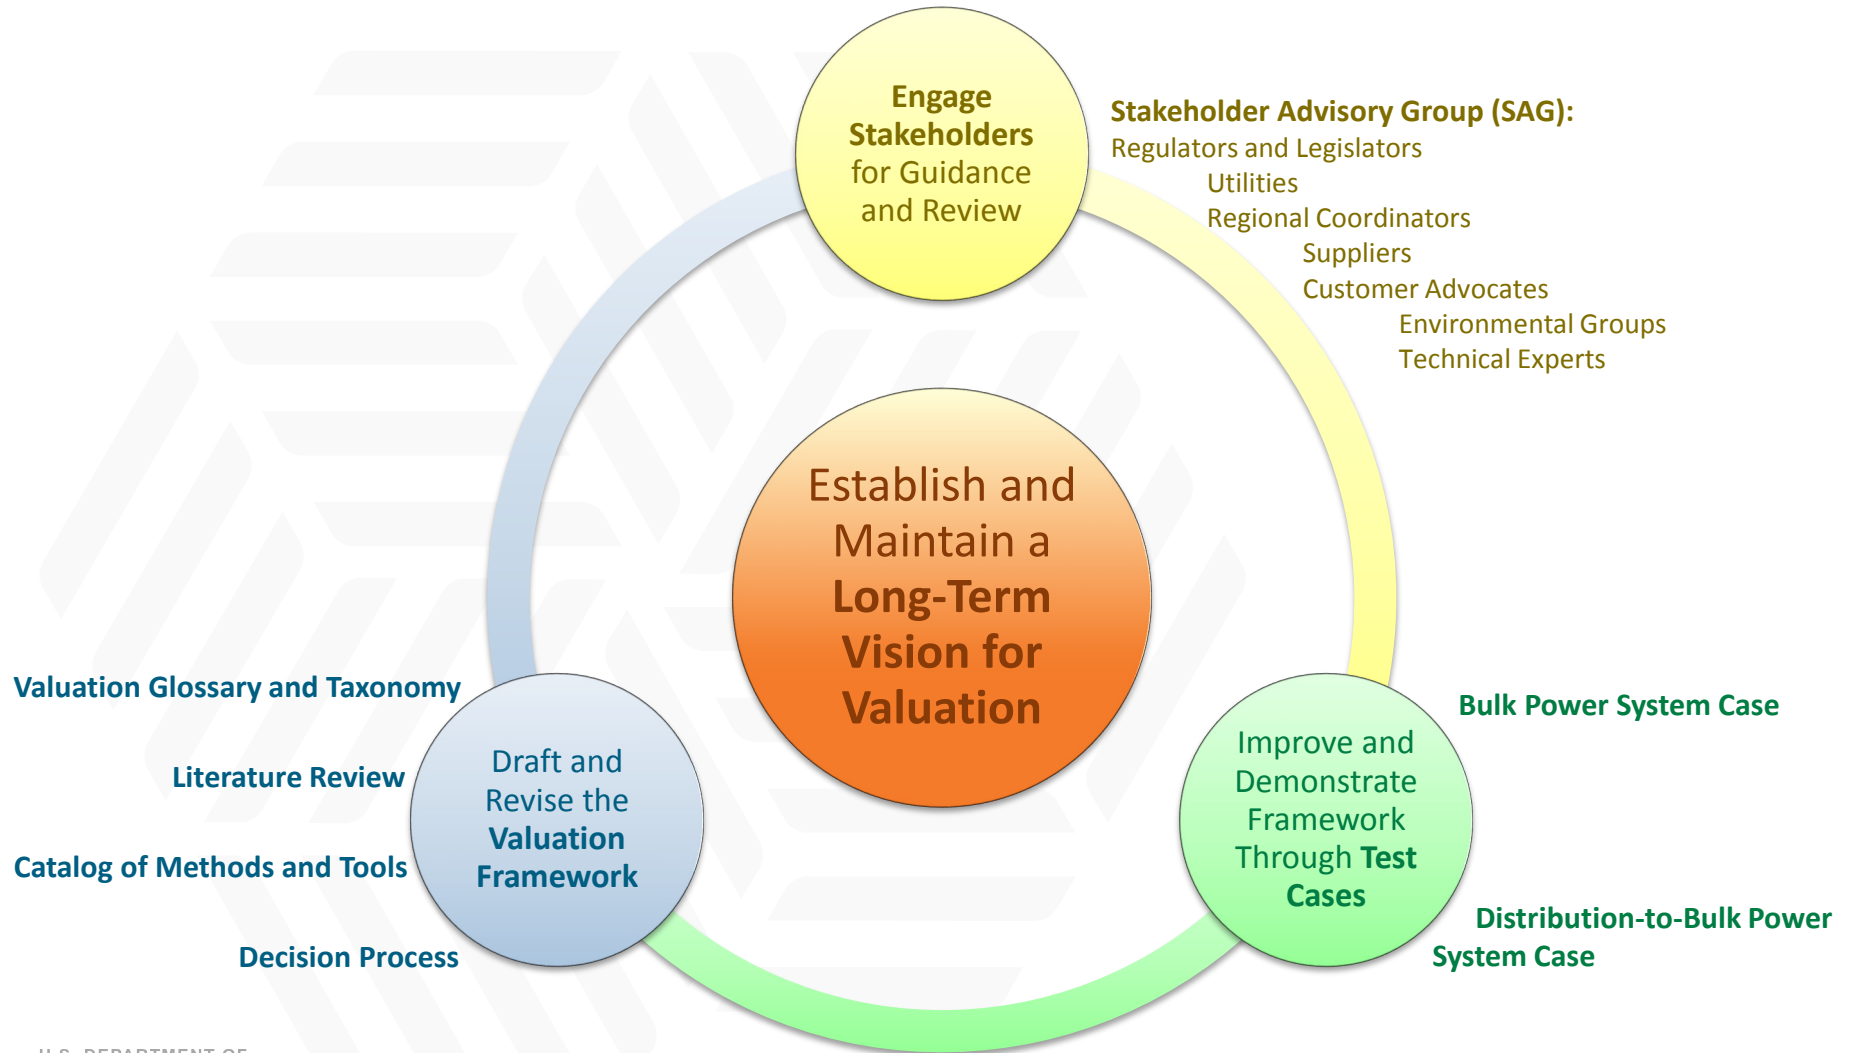 Engage
Stakeholders
for Guidance
and Review
Stakeholder Advisory Group (SAG):
Regulators and Legislators
Utilities
Regional Coordinators
Suppliers
Customer Advocates
Environmental Groups
Technical Experts
Establish and
Maintain a
Long-Term
Vision for
Valuation
Valuation Glossary and Taxonomy
Literature Review
Catalog of Methods and Tools
Decision Process
Draft and
Revise the
Valuation
Framework
Improve and
Demonstrate
Framework
Through Test
Cases
Bulk Power System Case
Distribution-to-Bulk Power
System Case
U.S. DEPARTMENT OF